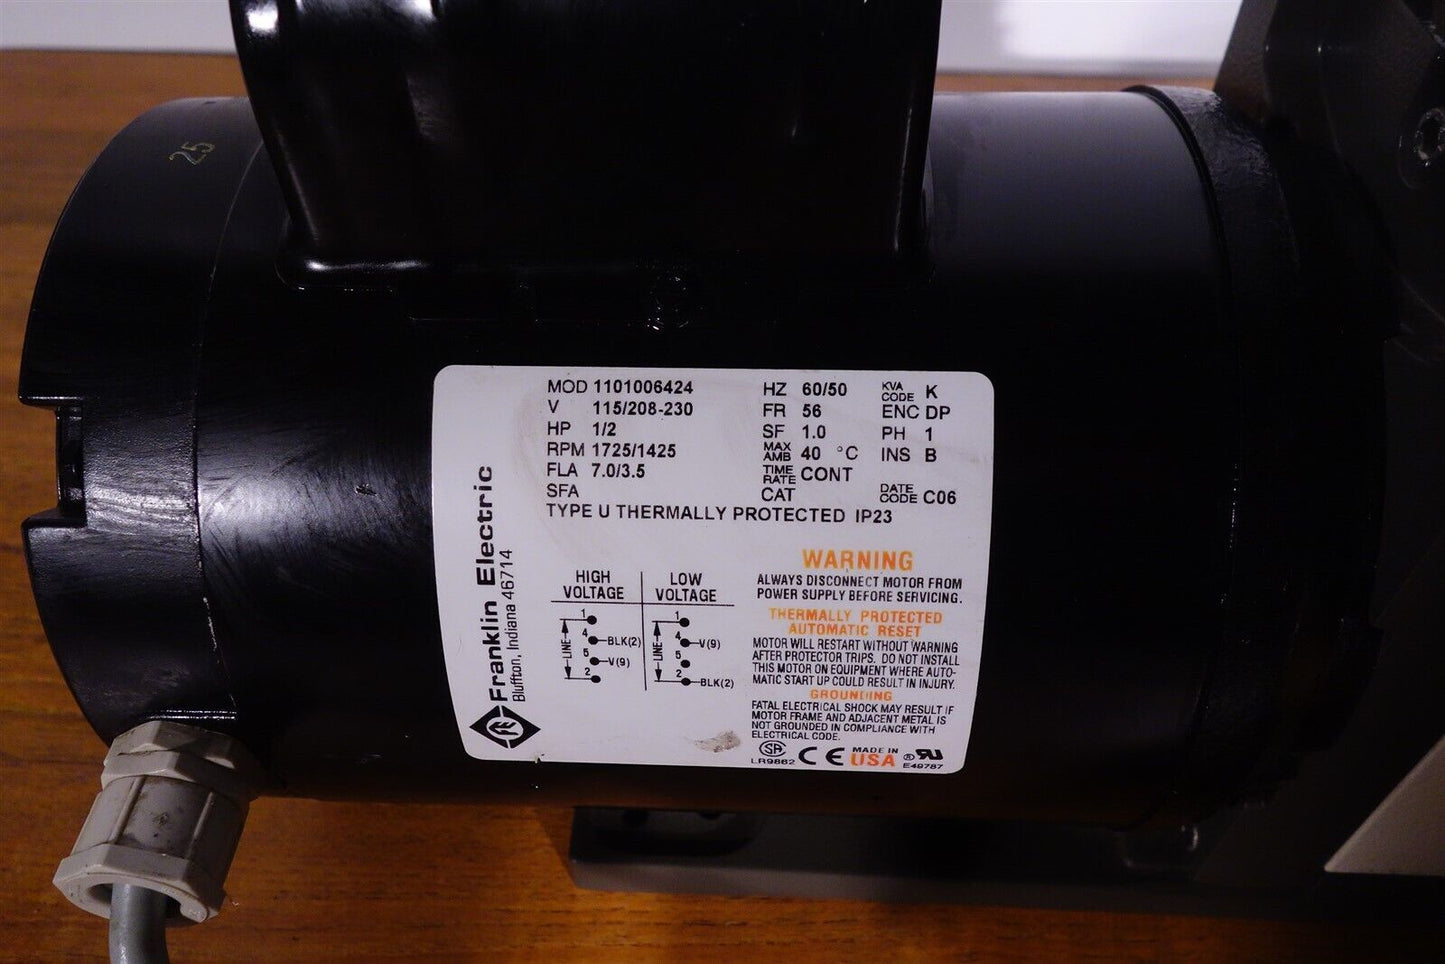 25
MOD 1101006424 HZ 60/50 KVA CODE K
V 115/208-230 FR 56 ENC DP
HP 1/2 SF 1.0 PH 1
RPM 1725/1425 MAX AMB 40 °C INS B
FLA 7.0/3.5 TIME RATE CONT
SFA CAT DATE CODE C06
TYPE U THERMALLY PROTECTED IP23
Franklin Electric
Bluffton, Indiana 46714
FE
HIGH VOLTAGE
1
4 BLK(2)
5 V(9)
2
LINE
LOW VOLTAGE
1
4 V(9)
5
2 BLK(2)
LINE
WARNING
ALWAYS DISCONNECT MOTOR FROM
POWER SUPPLY BEFORE SERVICING.
THERMALLY PROTECTED
AUTOMATIC RESET
MOTOR WILL RESTART WITHOUT WARNING
AFTER PROTECTOR TRIPS. DO NOT INSTALL
THIS MOTOR ON EQUIPMENT WHERE AUTO-
MATIC START UP COULD RESULT IN INJURY.
GROUNDING
FATAL ELECTRICAL SHOCK MAY RESULT IF
MOTOR FRAME AND ADJACENT METAL IS
NOT GROUNDED IN COMPLIANCE WITH
ELECTRICAL CODE.
SA CE MADE IN USA ® RU
LR9862 E49787